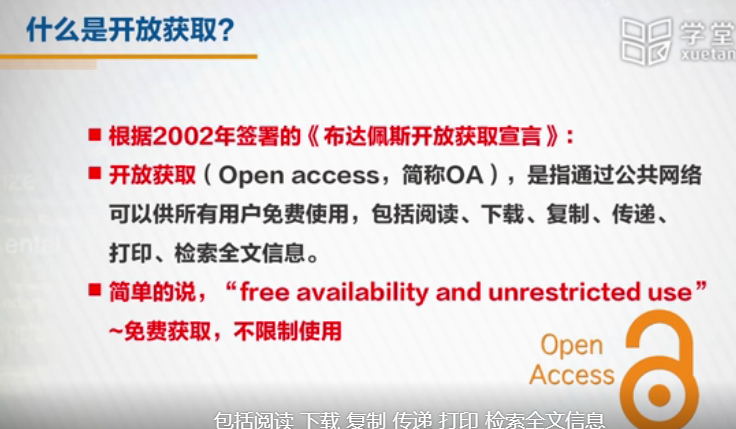 什么是开放获取?
学堂
xuetan
■ 根据2002年签署的《布达佩斯开放获取宣言》:
■ 开放获取(Open access,简称OA),是指通过公共网络
可以供所有用户免费使用,包括阅读、下载、复制、传递、
打印、检索全文信息。
■ 简单的说,“free availability and unrestricted use”
~免费获取,不限制使用
Open
Access
包括阅读 下载 复制 传递 打印 检索全文信息